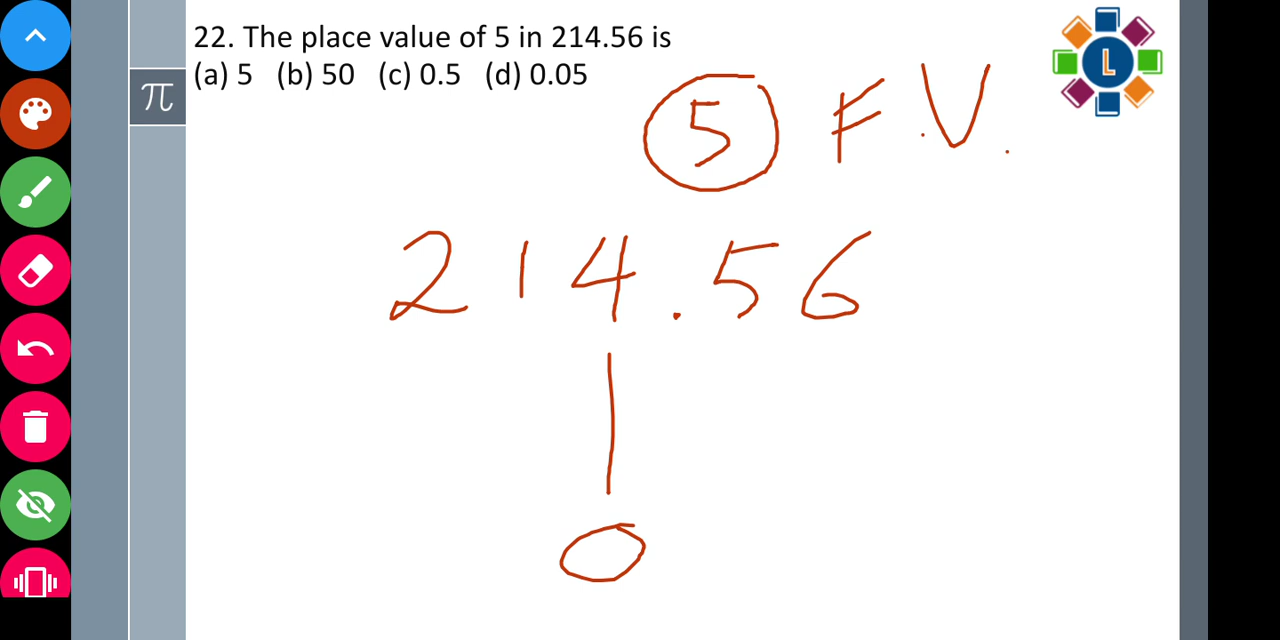 22. The place value of 5 in 214.56 is
(a) 5 (b) 50 (c) 0.5 (d) 0.05
π
L
5 F.V.
214.56
O